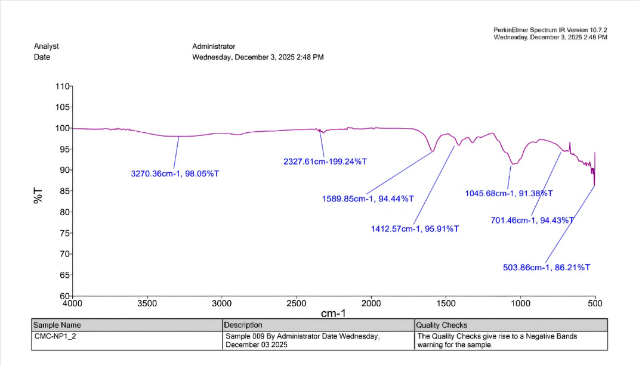 PerkinElmer Spectrum IR Version 10.7.2
Wednesday, December 3, 2025 2:48 PM
Analyst Administrator
Date Wednesday, December 3, 2025 2:48 PM
110
105
100
95
90
85
80
75
70
65
60
%T
3270.36cm-1, 98.05%T
2327.61cm-199.24%T
1589.85cm-1, 94.44%T
1412.57cm-1, 95.91%T
1045.68cm-1, 91.38%T
701.46cm-1, 94.43%T
503.86cm-1, 86.21%T
4000 3500 3000 2500 2000 1500 1000 500
cm-1
Sample Name Description Quality Checks
CMC-NP1_2 Sample 009 By Administrator Date Wednesday, The Quality Checks give rise to a Negative Bands
December 03 2025 warning for the sample.